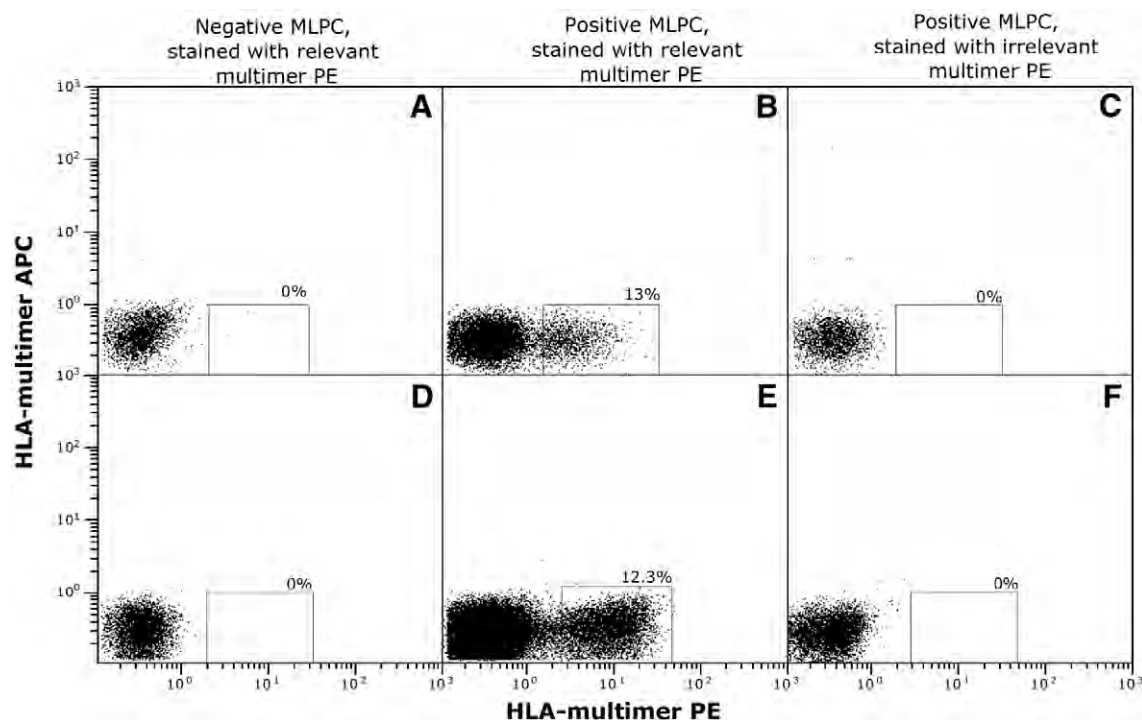 Negative MLPC,
stained with relevant
multimer PE
Positive MLPC,
stained with relevant
multimer PE
Positive MLPC,
stained with irrelevant
multimer PE
HLA-multimer APC
10³
10²
10¹
10⁰
10³
10²
10¹
10⁰
A
0%
B
13%
C
0%
D
0%
E
12.3%
F
0%
10⁰
10¹
10²
10³
10⁰
10¹
10²
10³
10⁰
10¹
10²
10³
HLA-multimer PE